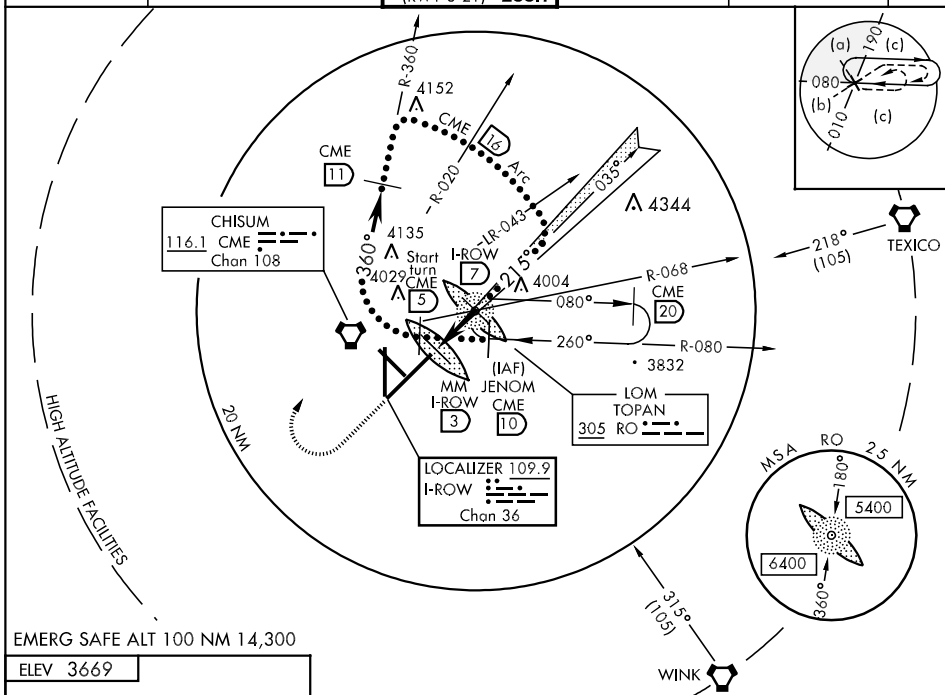 R-360
4152
CME
16
Arc
R-020
CME
11
035°
4344
CHISUM
116.1 CME
Chan 108
4135
LR-043
360°
Start
turn
CME
5
4029
I-ROW
7
215°
4004
R-068
080°
CME
20
260°
R-080
3832
(IAF)
JENOM
CME
10
MM
I-ROW
3
LOM
TOPAN
305 RO
LOCALIZER 109.9
I-ROW
Chan 36
20 NM
HIGH ALTITUDE FACILITIES
218°
(105)
TEXICO
(a)
190
(c)
080
(b)
010
(c)
MSA RO 25 NM
180°
5400
6400
360°
315°
(105)
WINK
EMERG SAFE ALT 100 NM 14,300
ELEV 3669